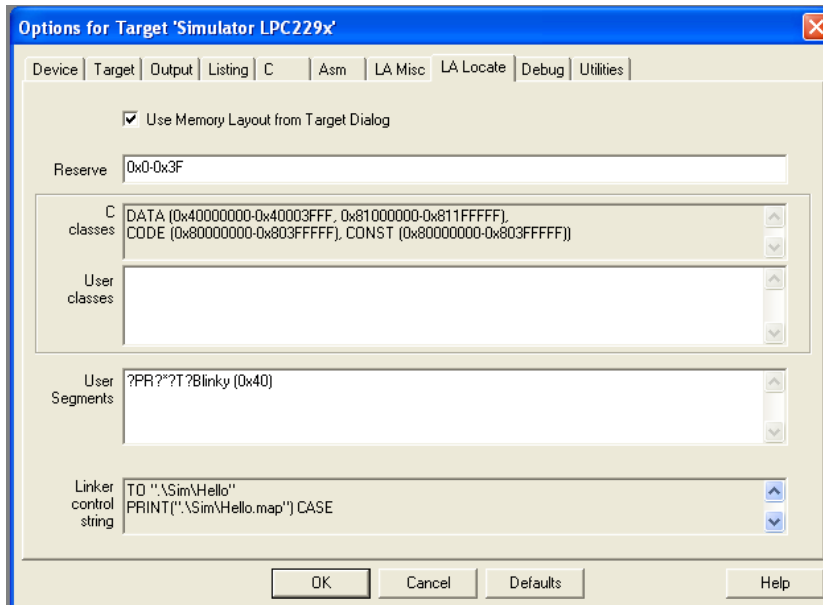 Options for Target 'Simulator LPC229x'
Device Target Output Listing C Asm LA Misc LA Locate Debug Utilities
Use Memory Layout from Target Dialog
Reserve 0x0-0x3F
C classes
DATA (0x40000000-0x40003FFF, 0x81000000-0x811FFFFF),
CODE (0x80000000-0x803FFFFF), CONST (0x80000000-0x803FFFFF))
User
classes
User
Segments
?PR?*?T?Blinky (0x40)
Linker
control
string
TO ".\Sim\Hello"
PRINT(".\Sim\Hello.map") CASE
OK Cancel Defaults Help